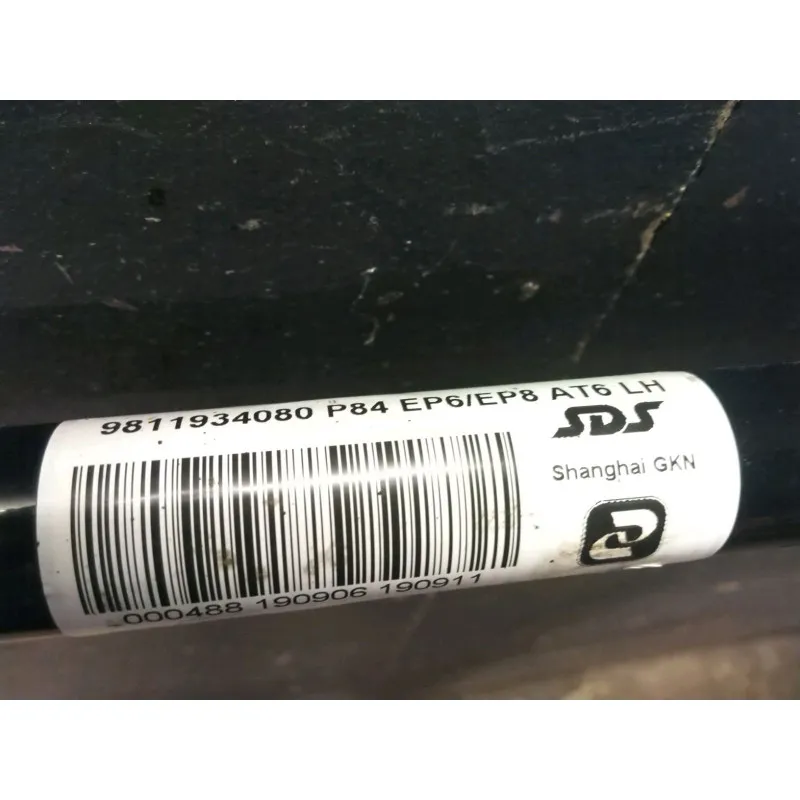 9811934080 P84 EP6/EP8 AT6 LH
SDS
Shanghai GKN
000488 190906 190911